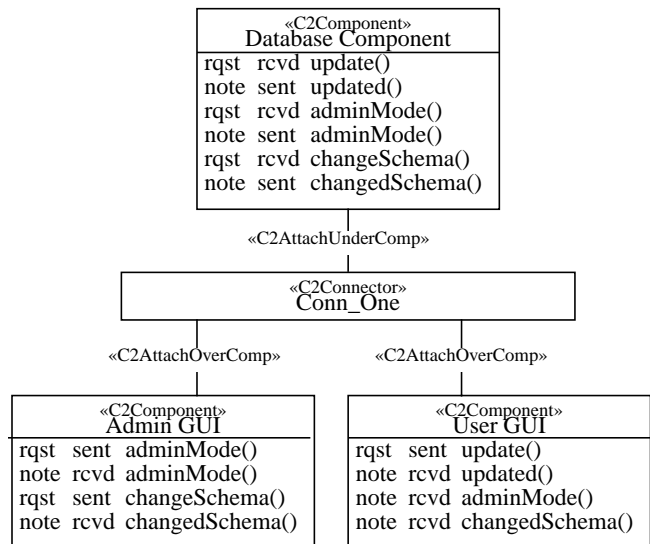 «C2Component»
Database Component
rqst rcvd update()
note sent updated()
rqst rcvd adminMode()
note sent adminMode()
rqst rcvd changeSchema()
note sent changedSchema()
«C2AttachUnderComp»
«C2Connector»
Conn_One
«C2AttachOverComp»
«C2AttachOverComp»
«C2Component»
Admin GUI
rqst sent adminMode()
note rcvd adminMode()
rqst sent changeSchema()
note rcvd changedSchema()
«C2Component»
User GUI
rqst sent update()
note rcvd updated()
note rcvd adminMode()
note rcvd changedSchema()